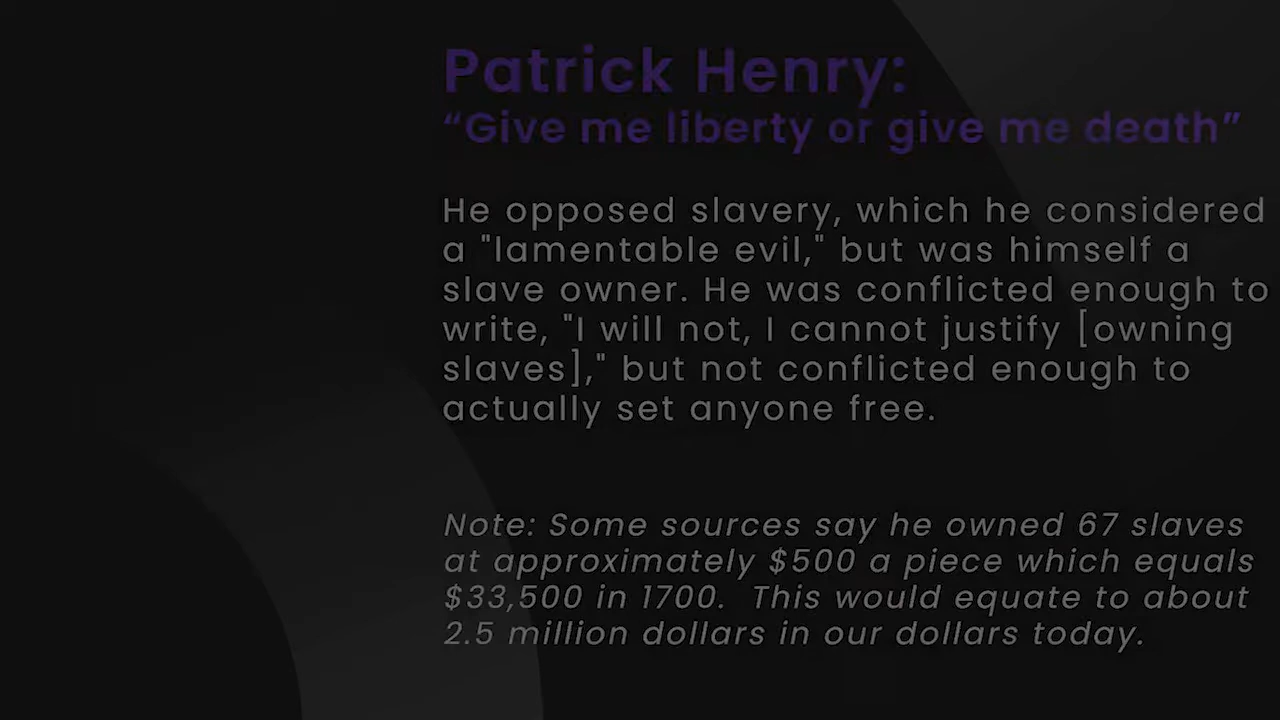 Patrick Henry:
“Give me liberty or give me death”
He opposed slavery, which he considered
a "lamentable evil," but was himself a
slave owner. He was conflicted enough to
write, "I will not, I cannot justify [owning
slaves]," but not conflicted enough to
actually set anyone free.
Note: Some sources say he owned 67 slaves
at approximately $500 a piece which equals
$33,500 in 1700.  This would equate to about
2.5 million dollars in our dollars today.